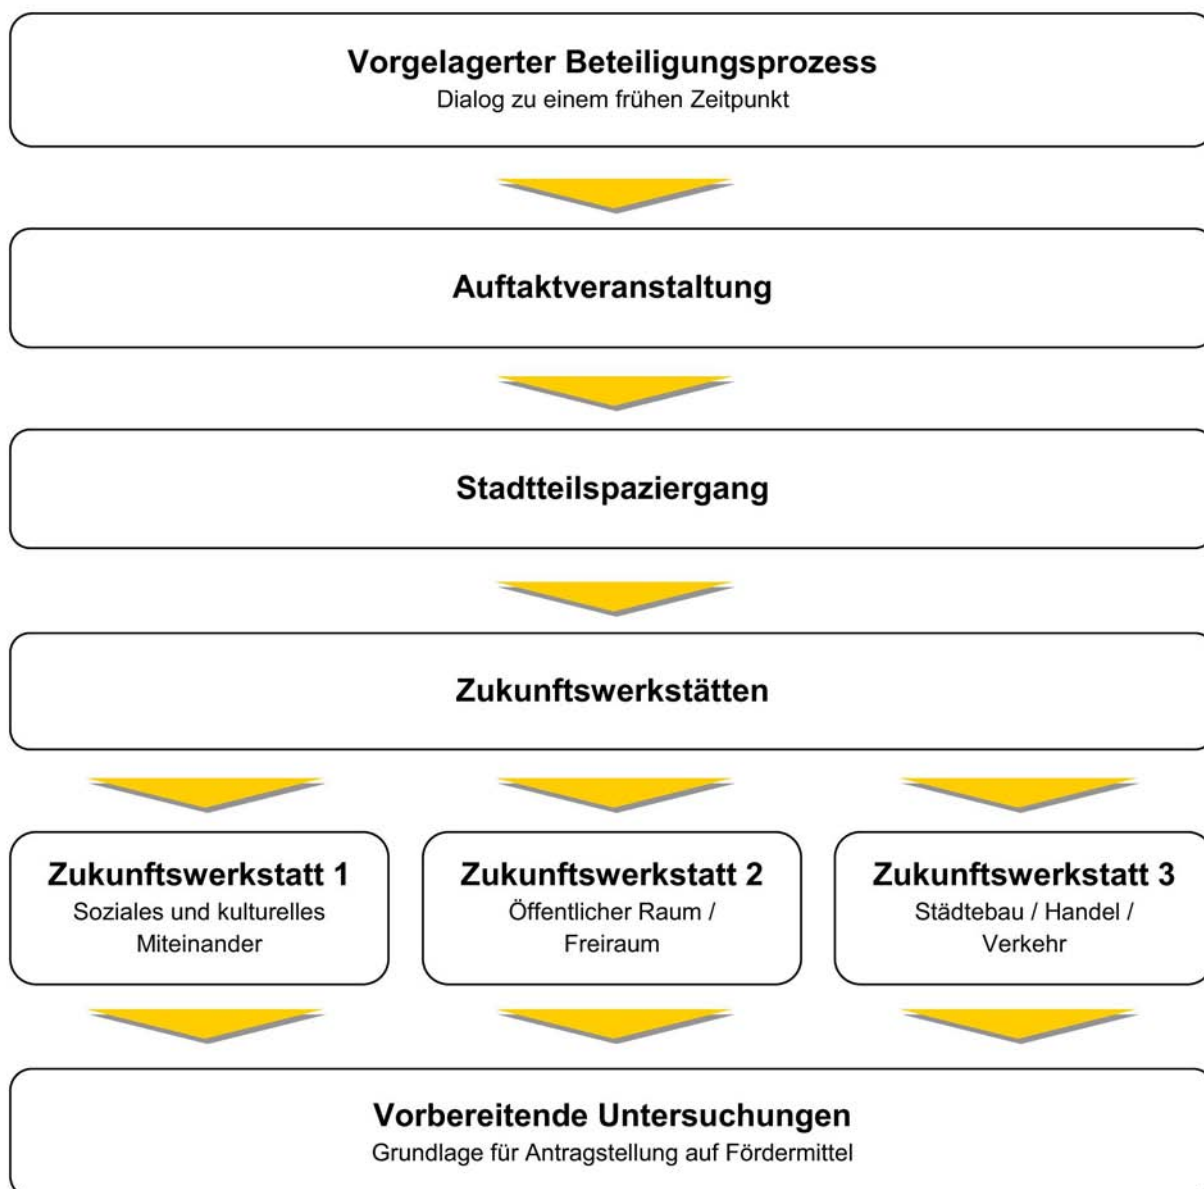 Vorgelagerter Beteiligungsprozess
Dialog zu einem frühen Zeitpunkt
Auftaktveranstaltung
Stadtteilspaziergang
Zukunftswerkstätten
Zukunftswerkstatt 1
Soziales und kulturelles
Miteinander
Zukunftswerkstatt 2
Öffentlicher Raum /
Freiraum
Zukunftswerkstatt 3
Städtebau / Handel /
Verkehr
Vorbereitende Untersuchungen
Grundlage für Antragstellung auf Fördermittel